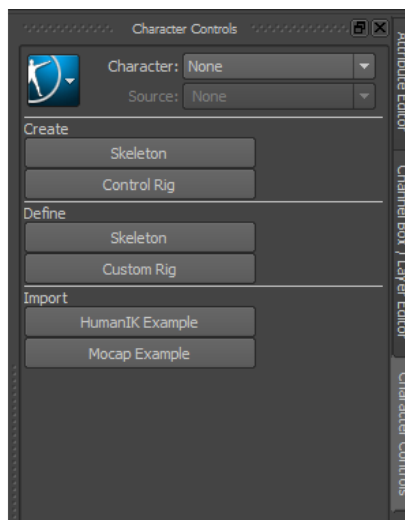 Character Controls
Character: None
Source: None
Create
Skeleton
Control Rig
Define
Skeleton
Custom Rig
Import
HumanIK Example
Mocap Example
Attribute Editor
Channel Box / Layer Editor
Character Controls